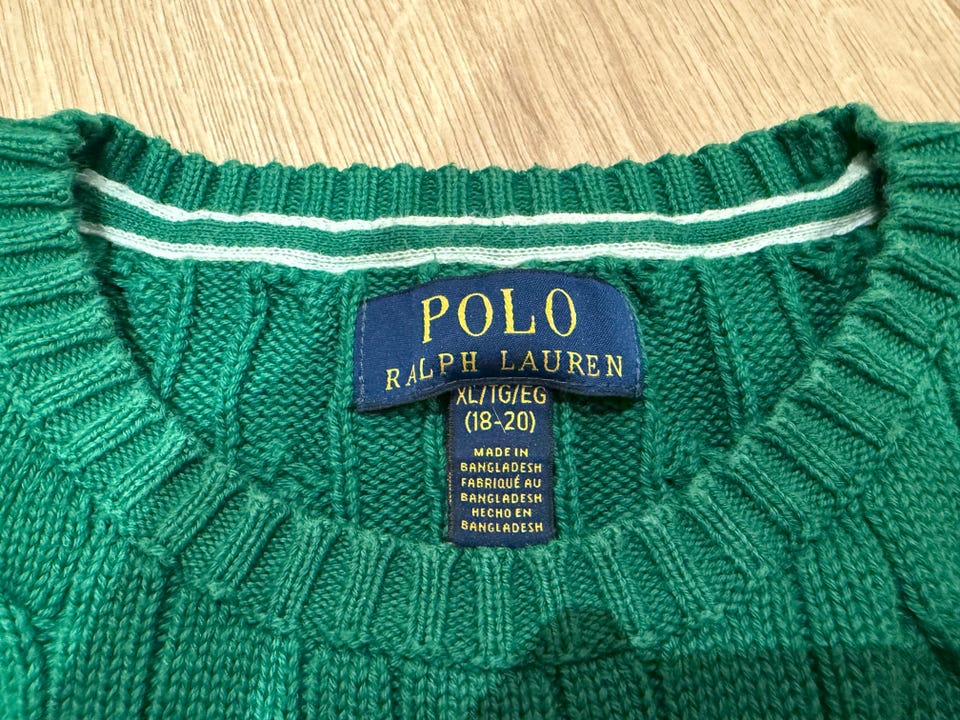 POLO
RALPH LAUREN
XL/TG/EG
(18-20)
MADE IN
BANGLADESH
FABRIQUÉ AU
BANGLADESH
HECHO EN
BANGLADESH